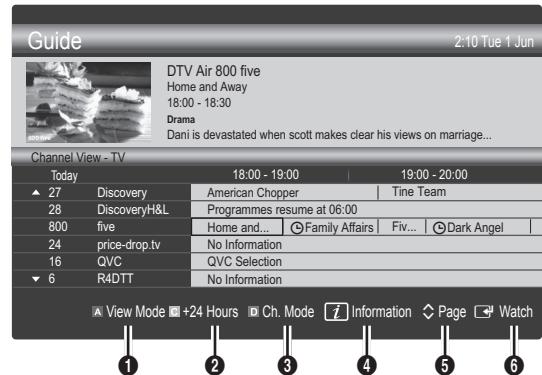 Guide 2:10 Tue 1 Jun
DTV Air 800 five
Home and Away
18:00 - 18:30
Drama
Dani is devastated when scott makes clear his views on marriage...
800 five
Channel View - TV
Today 18:00 - 19:00 19:00 - 20:00
▲ 27 Discovery American Chopper Tine Team
28 DiscoveryH&L Programmes resume at 06:00
800 five Home and... Family Affairs Fiv... Dark Angel
24 price-drop.tv No Information
16 QVC QVC Selection
▼ 6 R4DTT No Information
A View Mode C +24 Hours D Ch. Mode i Information Page Watch
1 2 3 4 5 6